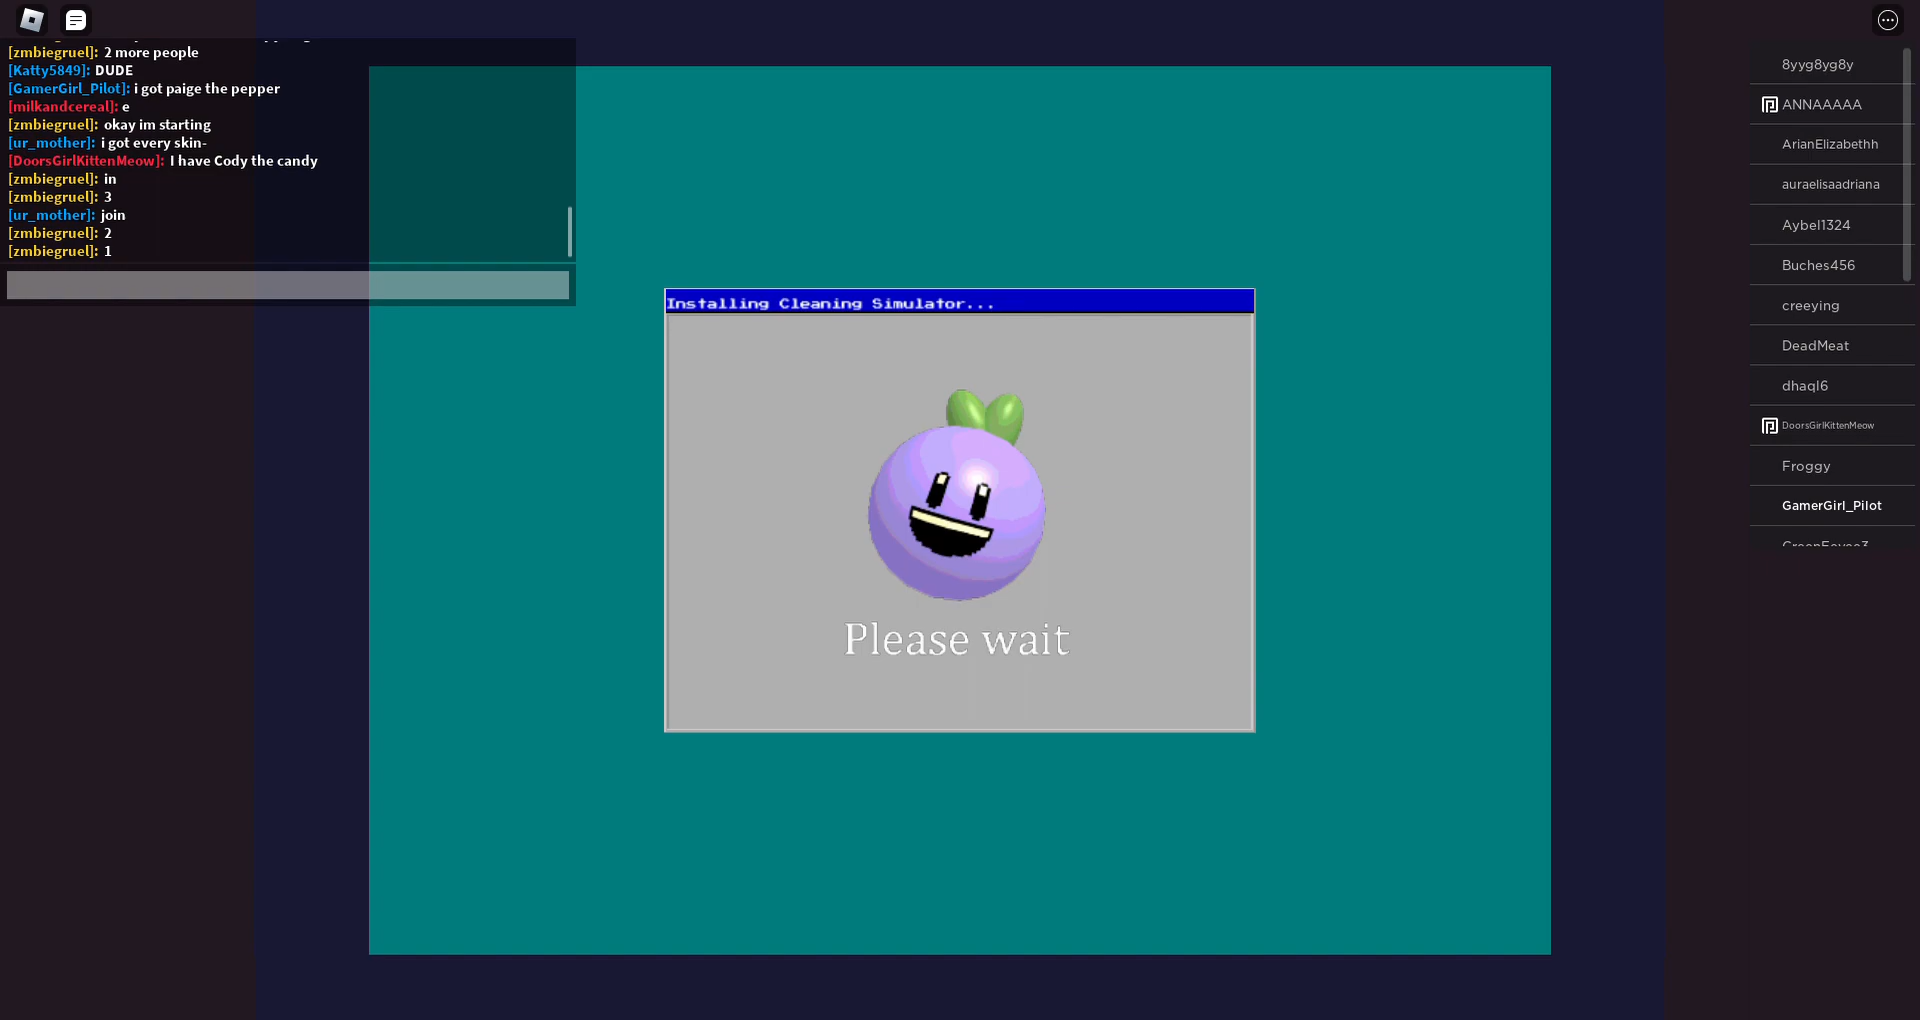 [zmbiegruel]: 2 more people
[Katty5849]: DUDE
[GamerGirl_Pilot]: i got paige the pepper
[milkandcereal]: e
[zmbiegruel]: okay im starting
[ur_mother]: i got every skin-
[DoorsGirlKittenMeow]: I have Cody the candy
[zmbiegruel]: in
[zmbiegruel]: 3
[ur_mother]: join
[zmbiegruel]: 2
[zmbiegruel]: 1
Installing Cleaning Simulator...
Please wait
8yyg8yg8y
ANNAAAAA
ArianElizabethh
auraelisaadriana
Aybel1324
Buches456
creeying
DeadMeat
dhaql6
DoorsGirlKittenMeow
Froggy
GamerGirl_Pilot